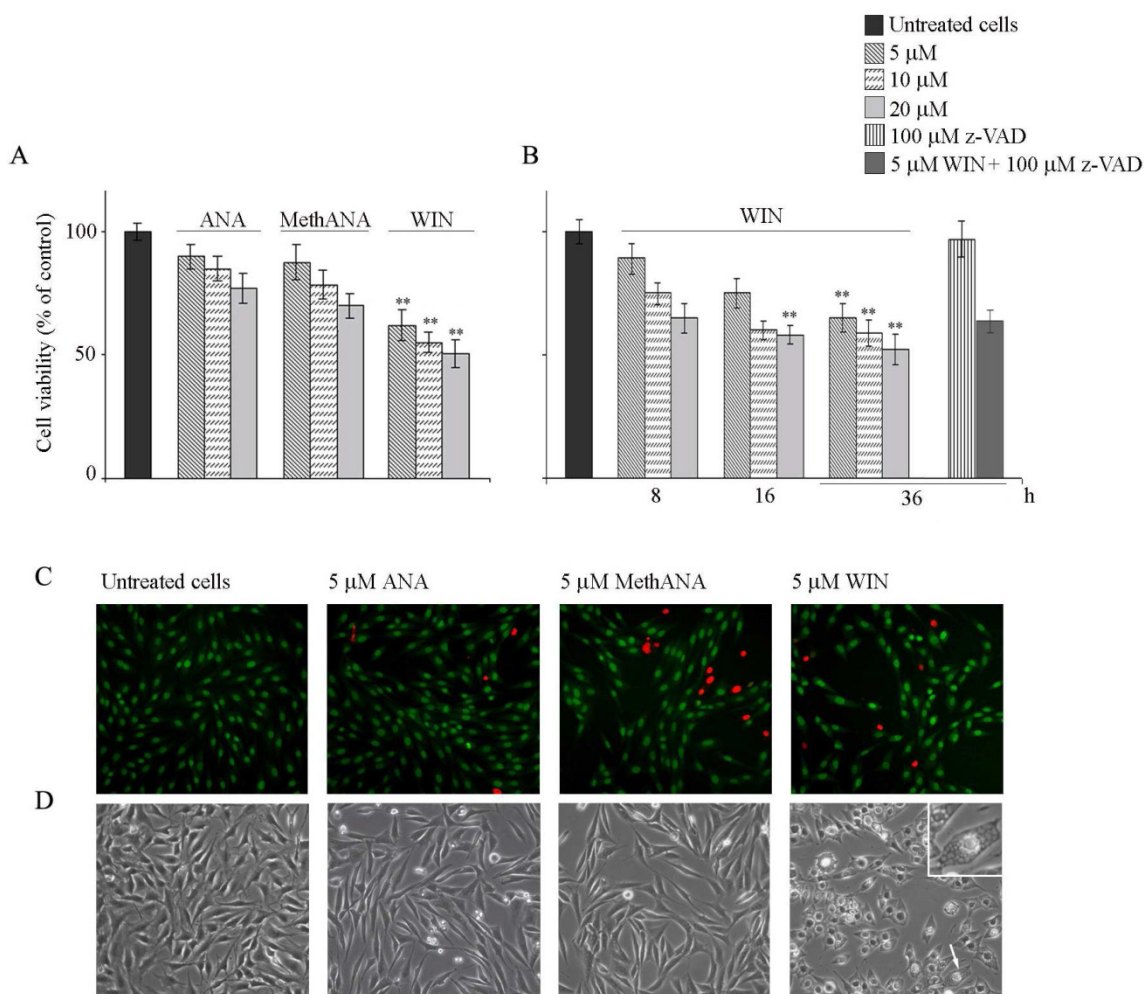 Untreated cells
5 µM
10 µM
20 µM
100 µM z-VAD
5 µM WIN + 100 µM z-VAD
A
B
Cell viability (% of control)
100
50
0
ANA
MethANA
WIN
**
**
**
WIN
**
**
**
**
8
16
36
h
C
Untreated cells
5 µM ANA
5 µM MethANA
5 µM WIN
D